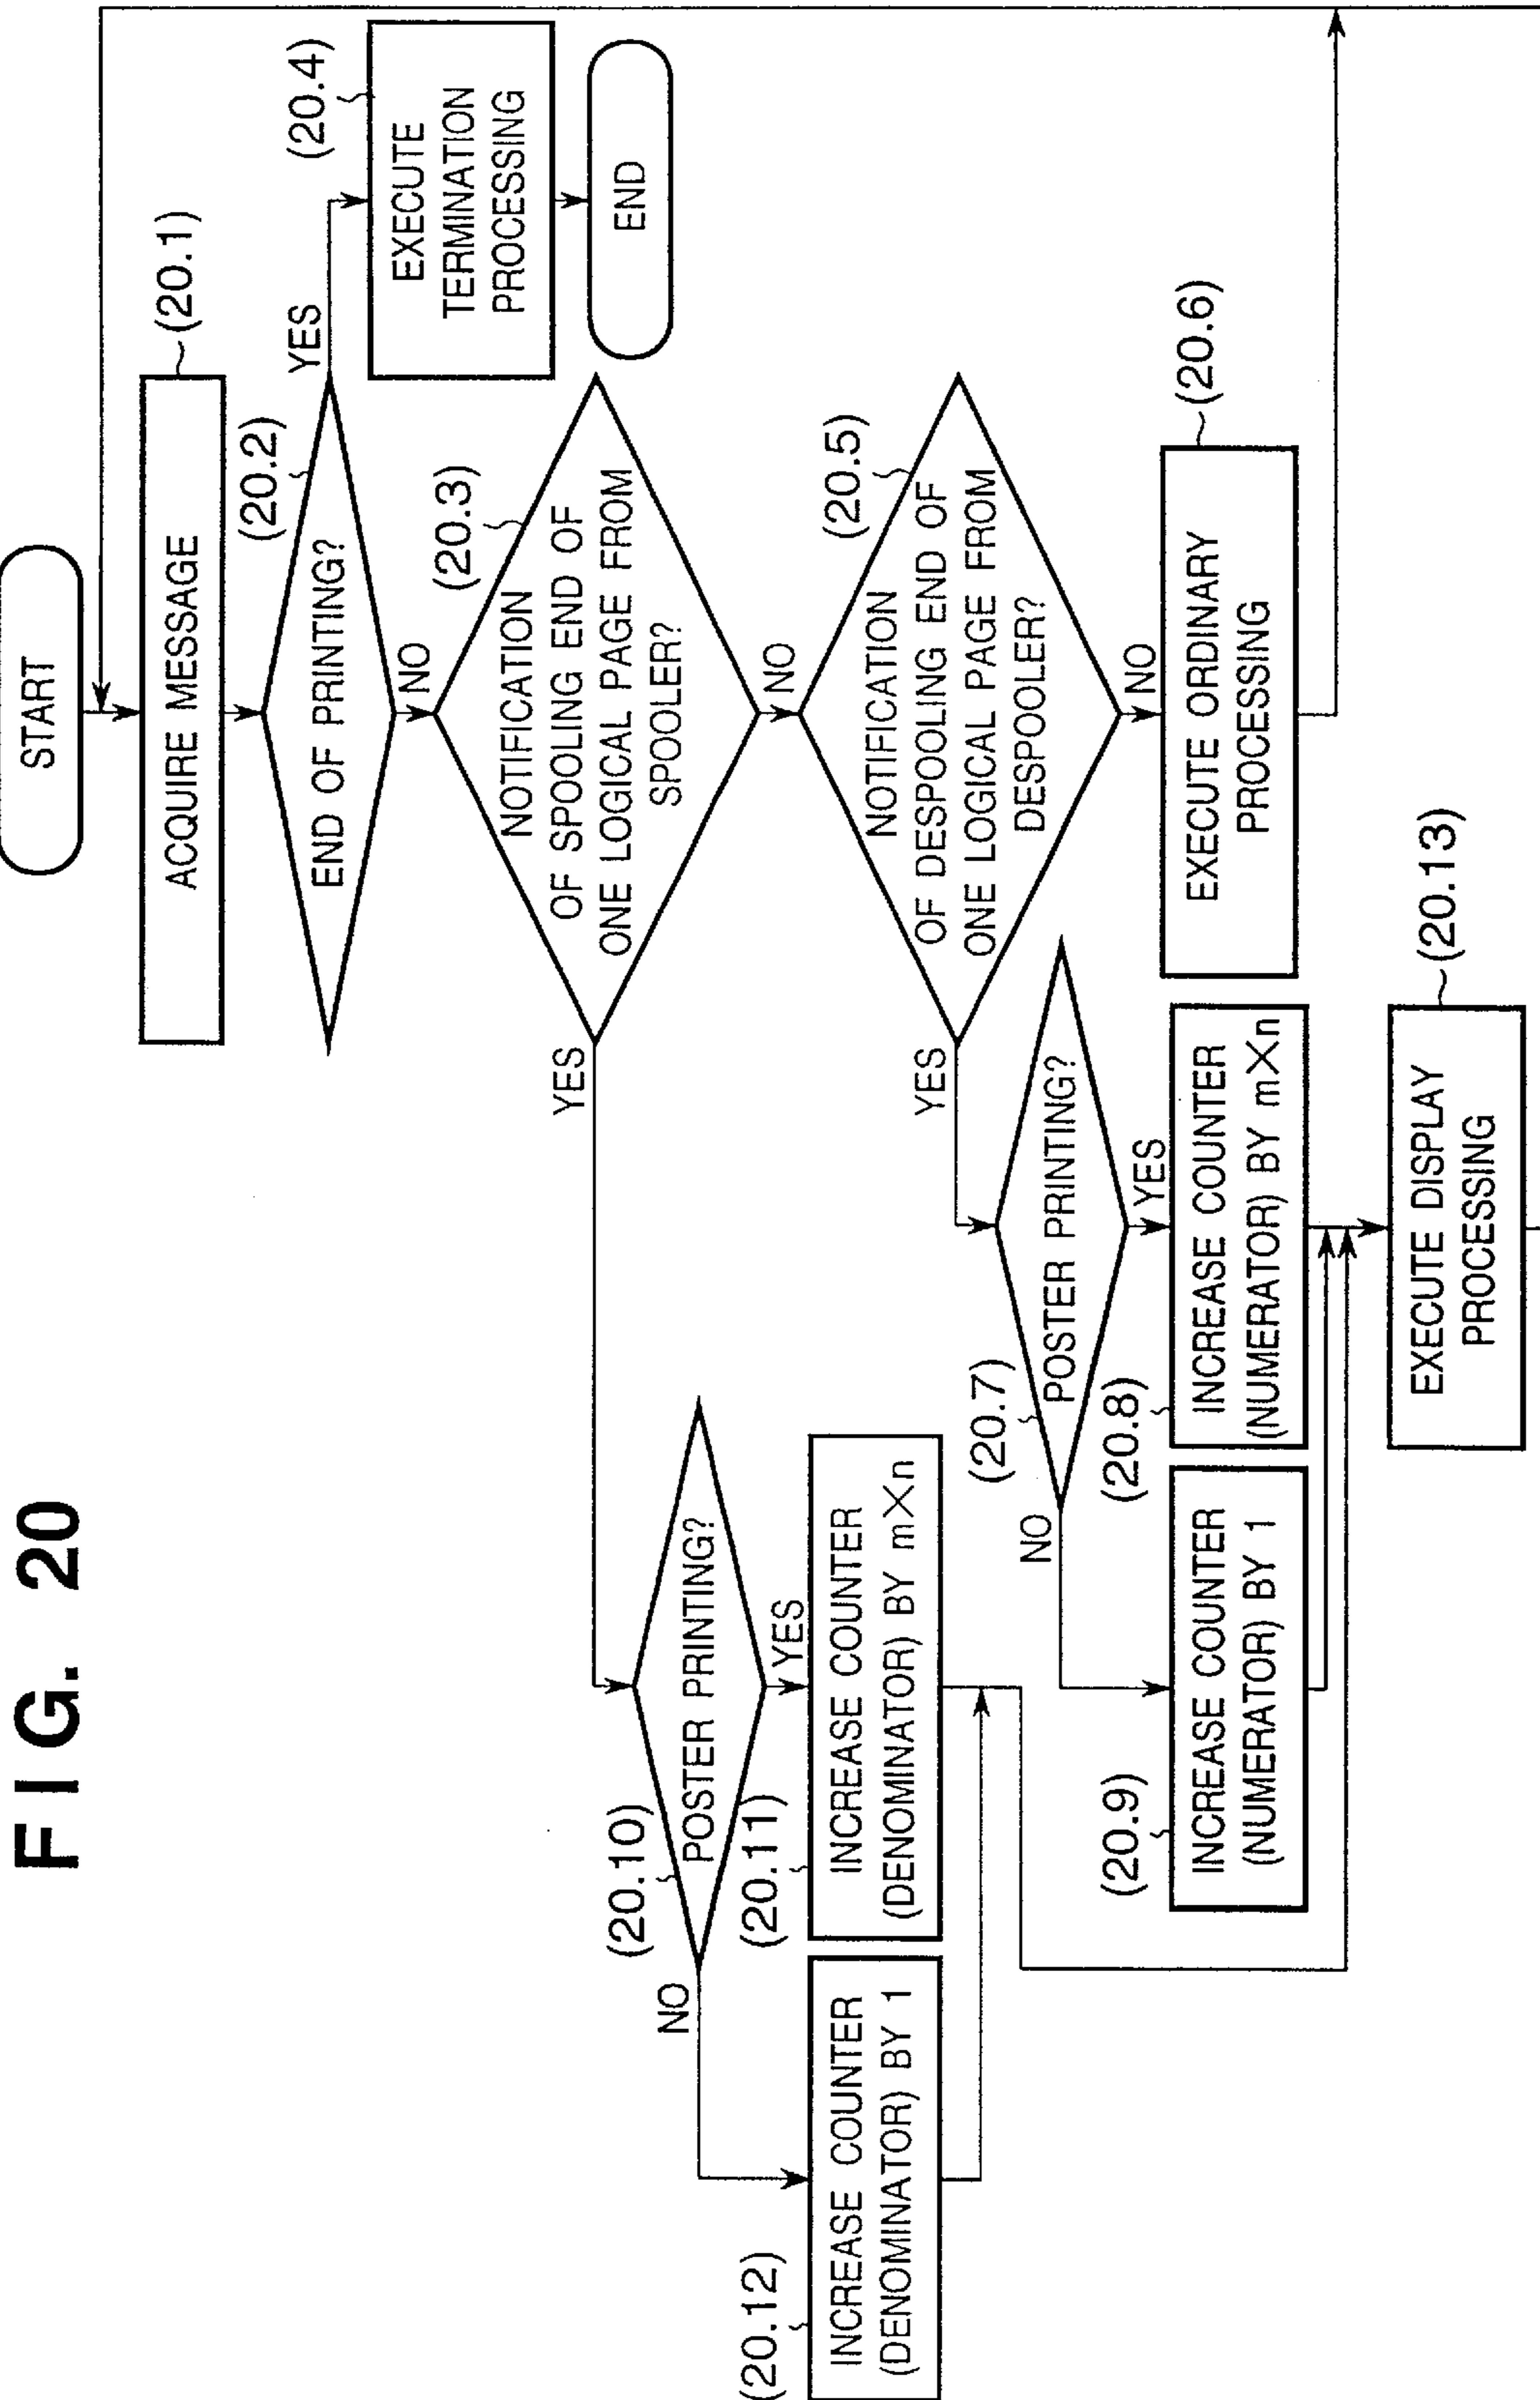 FIG. 20
START
ACQUIRE MESSAGE
(20.1)
(20.2)
END OF PRINTING?
YES
(20.4)
EXECUTE
TERMINATION
PROCESSING
END
NO
(20.3)
NOTIFICATION
OF SPOOLING END OF
ONE LOGICAL PAGE FROM
SPOOLER?
YES
NO
(20.5)
NOTIFICATION
OF DESPOOLING END OF
ONE LOGICAL PAGE FROM
DESPOOLER?
YES
NO
(20.6)
EXECUTE ORDINARY
PROCESSING
(20.10)
POSTER PRINTING?
NO
YES
(20.12)
INCREASE COUNTER
(DENOMINATOR) BY 1
(20.11)
INCREASE COUNTER
(DENOMINATOR) BY m×n
(20.7)
POSTER PRINTING?
NO
YES
(20.9)
INCREASE COUNTER
(NUMERATOR) BY 1
(20.8)
INCREASE COUNTER
(NUMERATOR) BY m×n
(20.13)
EXECUTE DISPLAY
PROCESSING